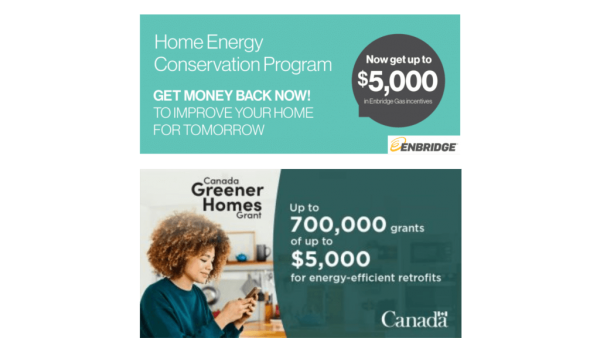 Home Energy
Conservation Program
GET MONEY BACK NOW!
TO IMPROVE YOUR HOME
FOR TOMORROW
Now get up to
$5,000
in Enbridge Gas incentives
ENBRIDGE
Canada
Greener
Homes
Grant
Up to
700,000 grants
of up to
$5,000
for energy-efficient retrofits
Canada